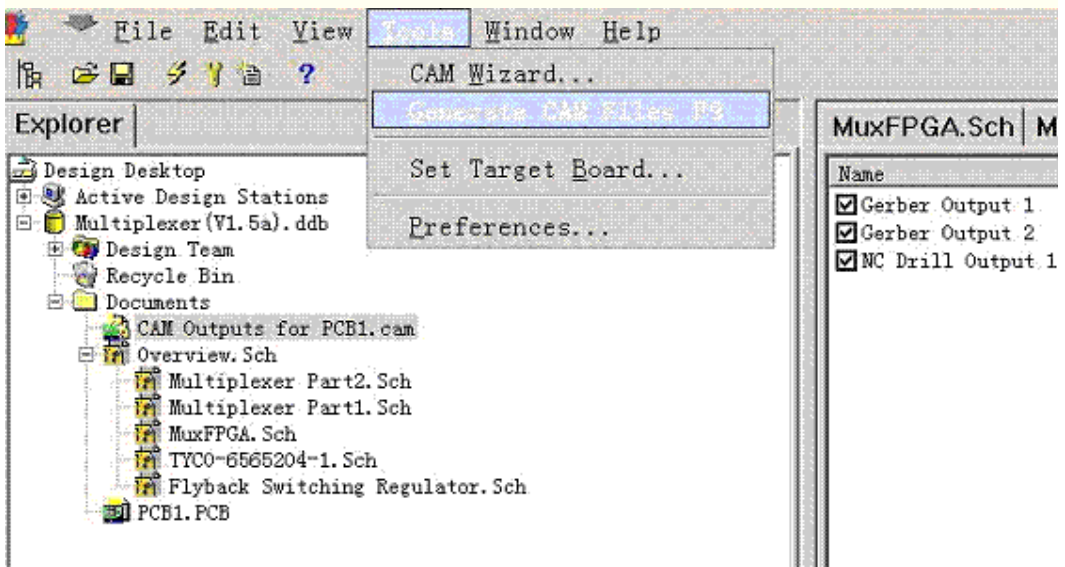 File Edit View Tools Window Help
?
CAM Wizard...
Generate CAM Files F9
Set Target Board...
Preferences...
Explorer
Design Desktop
Active Design Stations
Multiplexer(V1.5a).ddb
Design Team
Recycle Bin
Documents
CAM Outputs for PCB1.cam
Overview.Sch
Multiplexer Part2.Sch
Multiplexer Part1.Sch
MuxFPGA.Sch
TYCO-6565204-1.Sch
Flyback Switching Regulator.Sch
PCB1.PCB
MuxFPGA.Sch M
Name
Gerber Output 1
Gerber Output 2
NC Drill Output 1